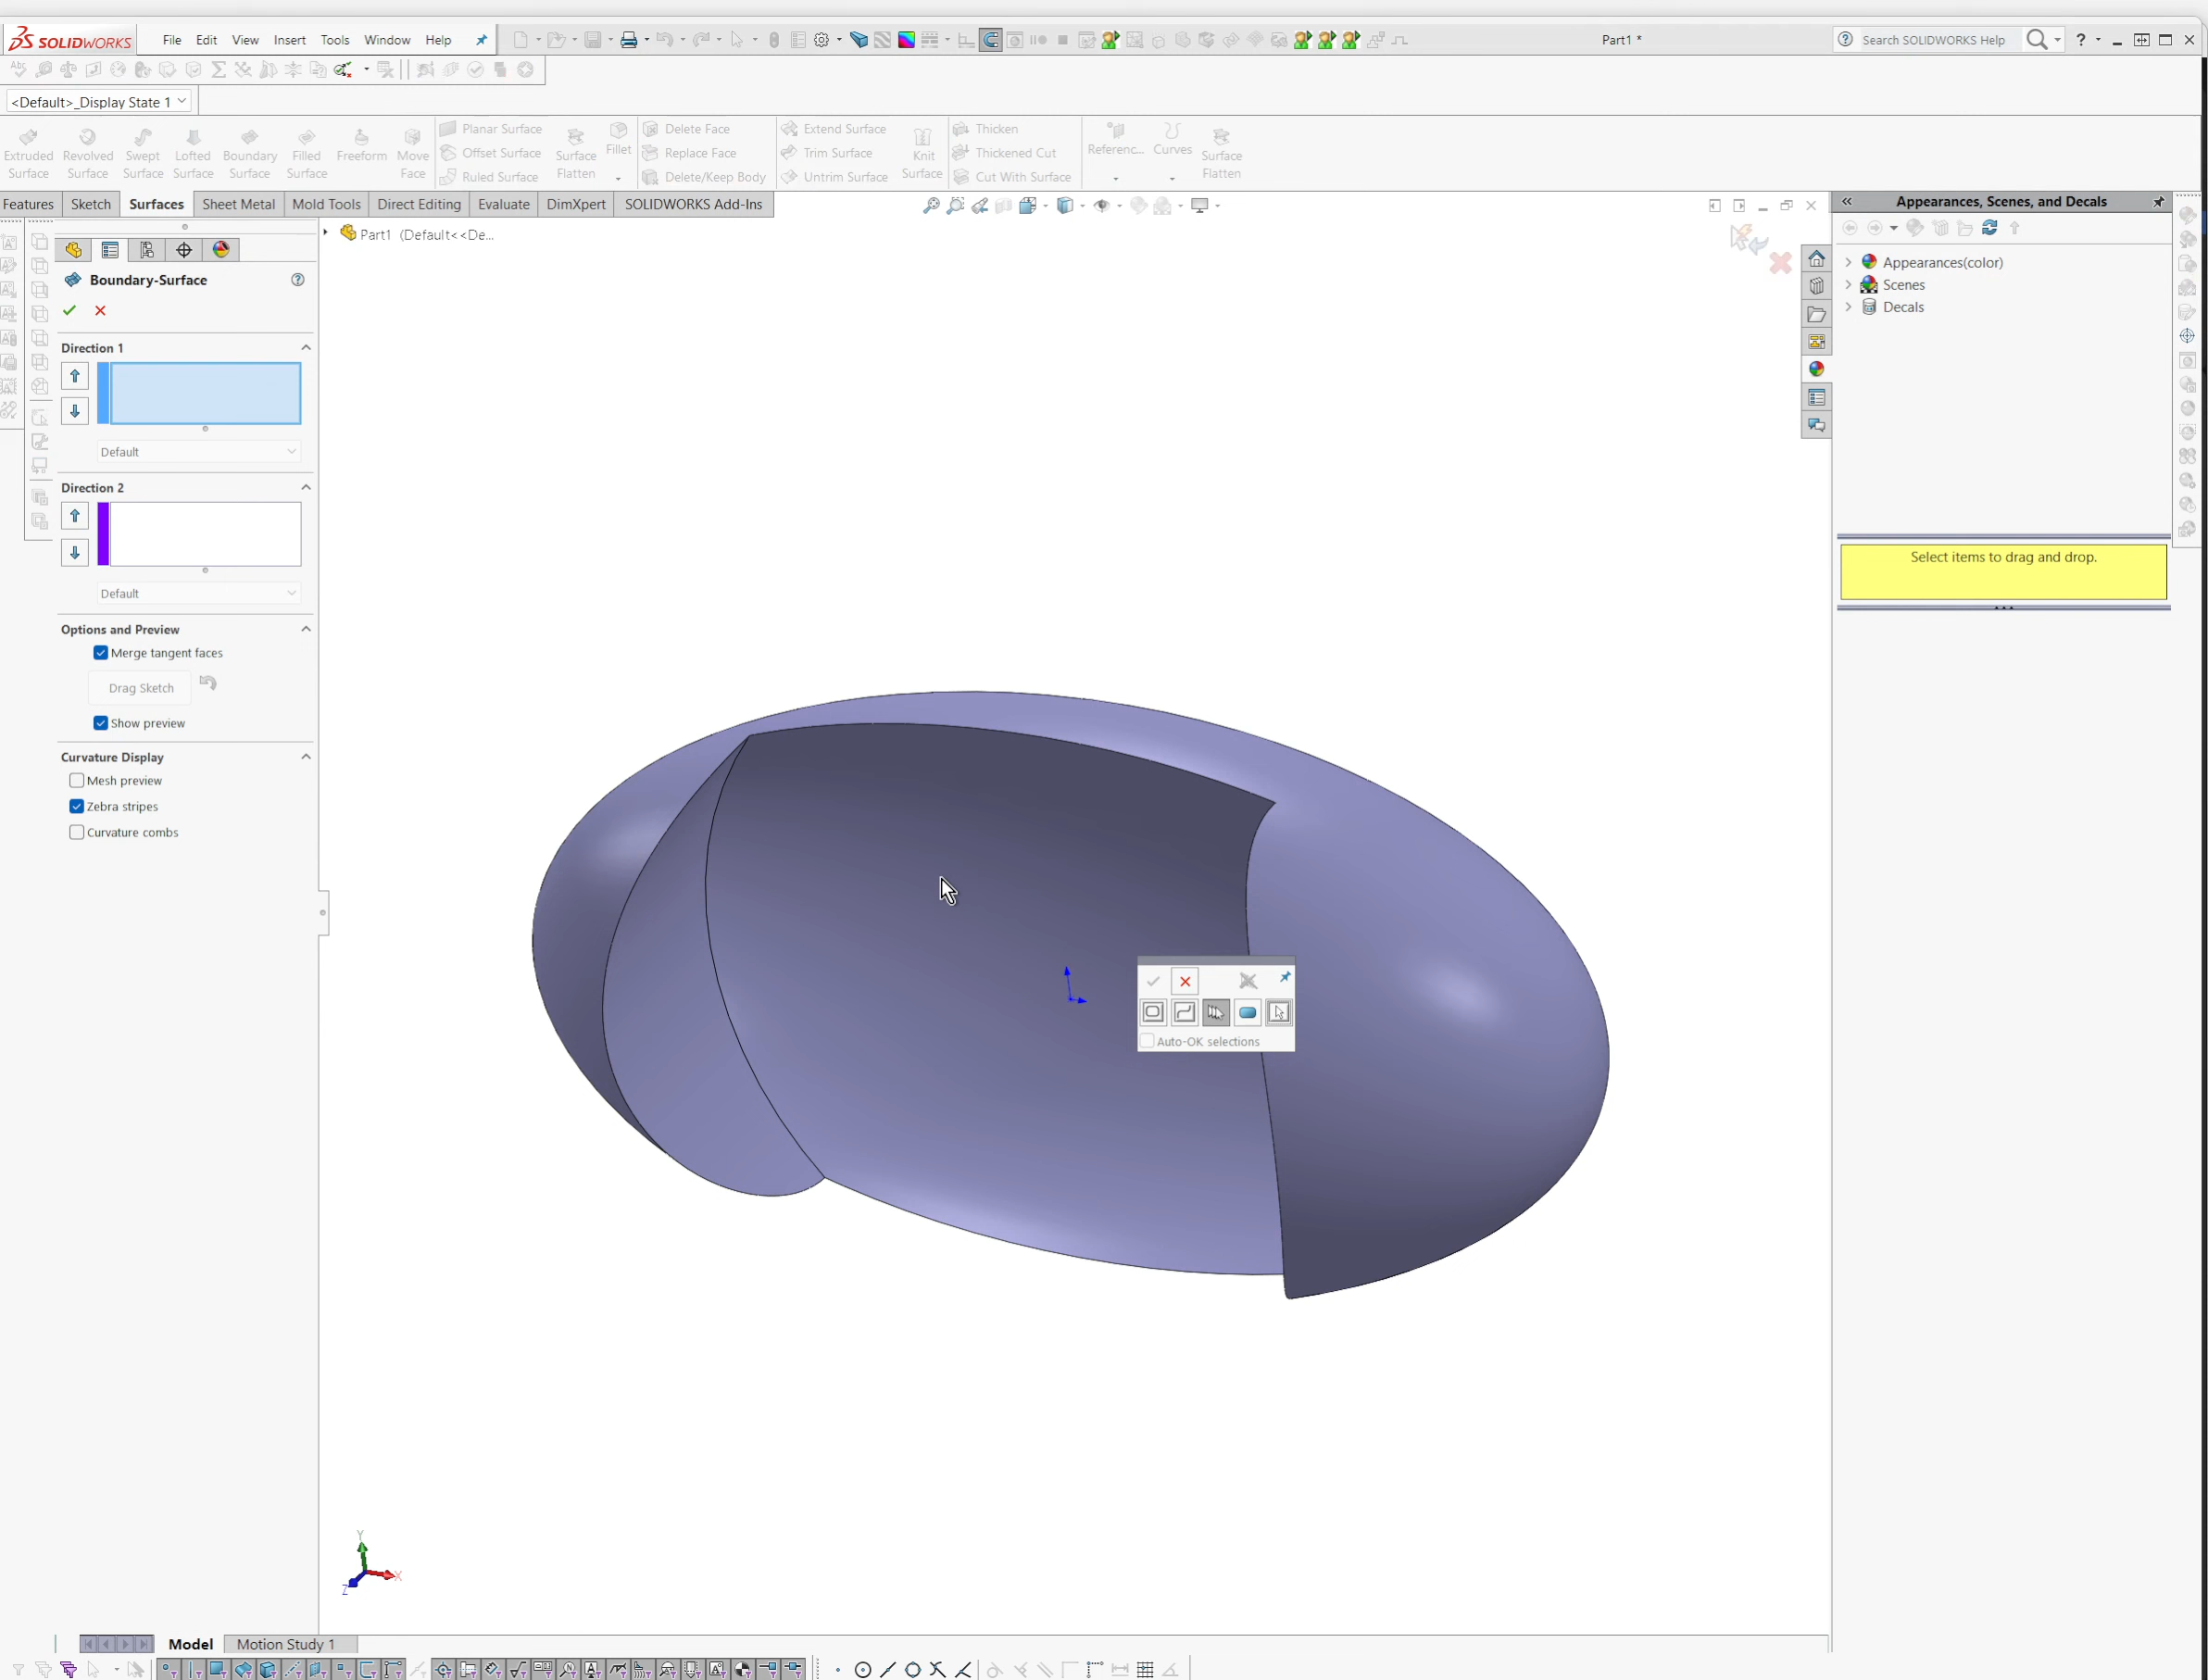 SOLIDWORKS File Edit View Insert Tools Window Help Part1 * Search SOLIDWORKS Help ?
<Default>_Display State 1
Extruded Surface
Revolved Surface
Swept Surface
Lofted Surface
Boundary Surface
Filled Surface
Freeform
Move Face
Planar Surface
Offset Surface
Ruled Surface
Surface Flatten
Fillet
Delete Face
Replace Face
Delete/Keep Body
Extend Surface
Trim Surface
Untrim Surface
Knit Surface
Thicken
Thickened Cut
Cut With Surface
Referenc...
Curves
Surface Flatten
Features Sketch Surfaces Sheet Metal Mold Tools Direct Editing Evaluate DimXpert SOLIDWORKS Add-Ins
Part1 (Default<<De...
Boundary-Surface
Direction 1
Default
Direction 2
Default
Options and Preview
Merge tangent faces
Drag Sketch
Show preview
Curvature Display
Mesh preview
Zebra stripes
Curvature combs
Auto-OK selections
Y
X
Z
Appearances, Scenes, and Decals
Appearances(color)
Scenes
Decals
Select items to drag and drop.
Model Motion Study 1